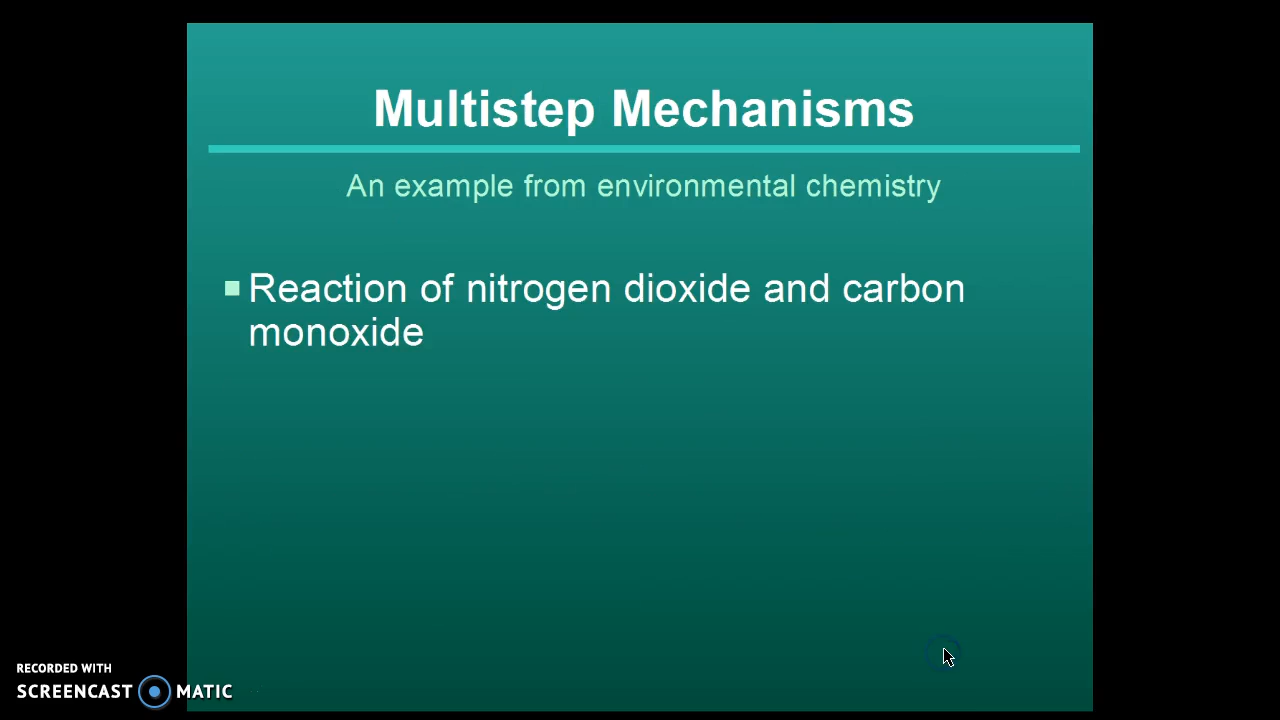 Multistep Mechanisms
An example from environmental chemistry
Reaction of nitrogen dioxide and carbon
monoxide
RECORDED WITH
SCREENCAST MATIC